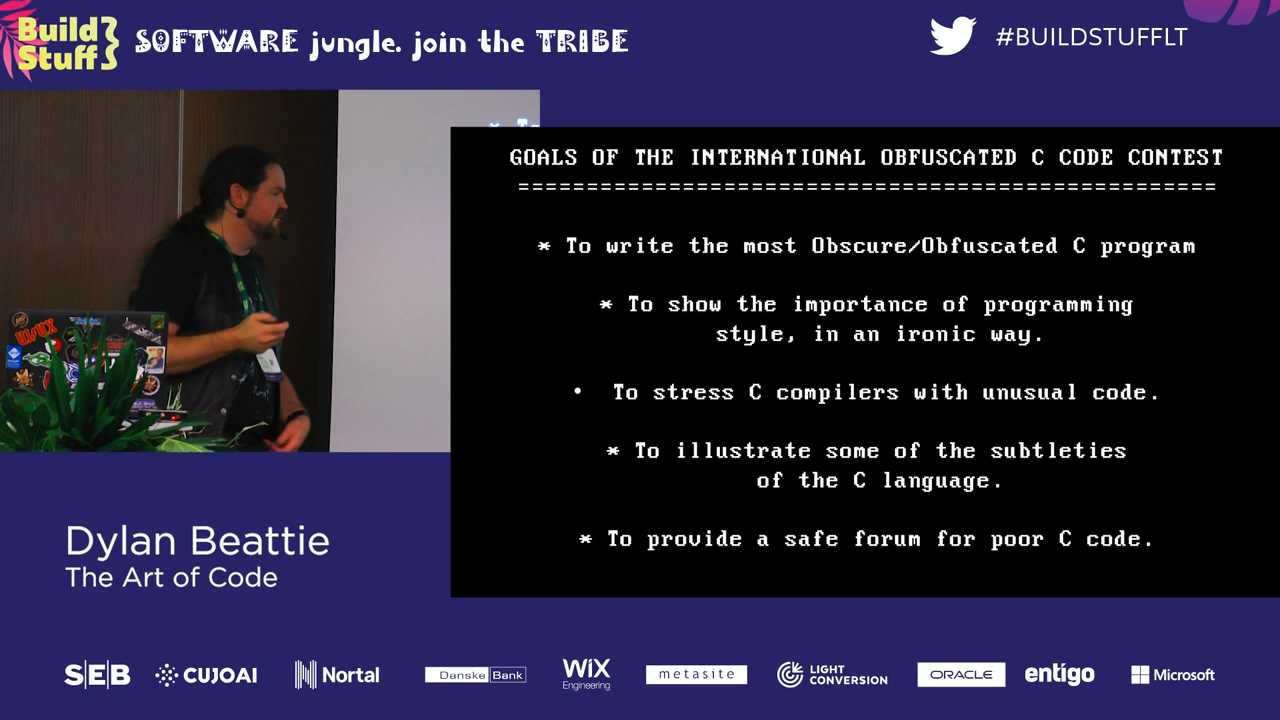 Build
Stuff
SOFTWARE jungle. join the TRIBE
#BUILDSTUFFLT
GOALS OF THE INTERNATIONAL OBFUSCATED C CODE CONTEST
===================================================
* To write the most Obscure/Obfuscated C program
* To show the importance of programming
style, in an ironic way.
• To stress C compilers with unusual code.
* To illustrate some of the subtleties
of the C language.
* To provide a safe forum for poor C code.
Dylan Beattie
The Art of Code
SEB
CUJOAI
Nortal
Danske Bank
WiX
Engineering
metasite
LIGHT
CONVERSION
ORACLE
entigo
Microsoft